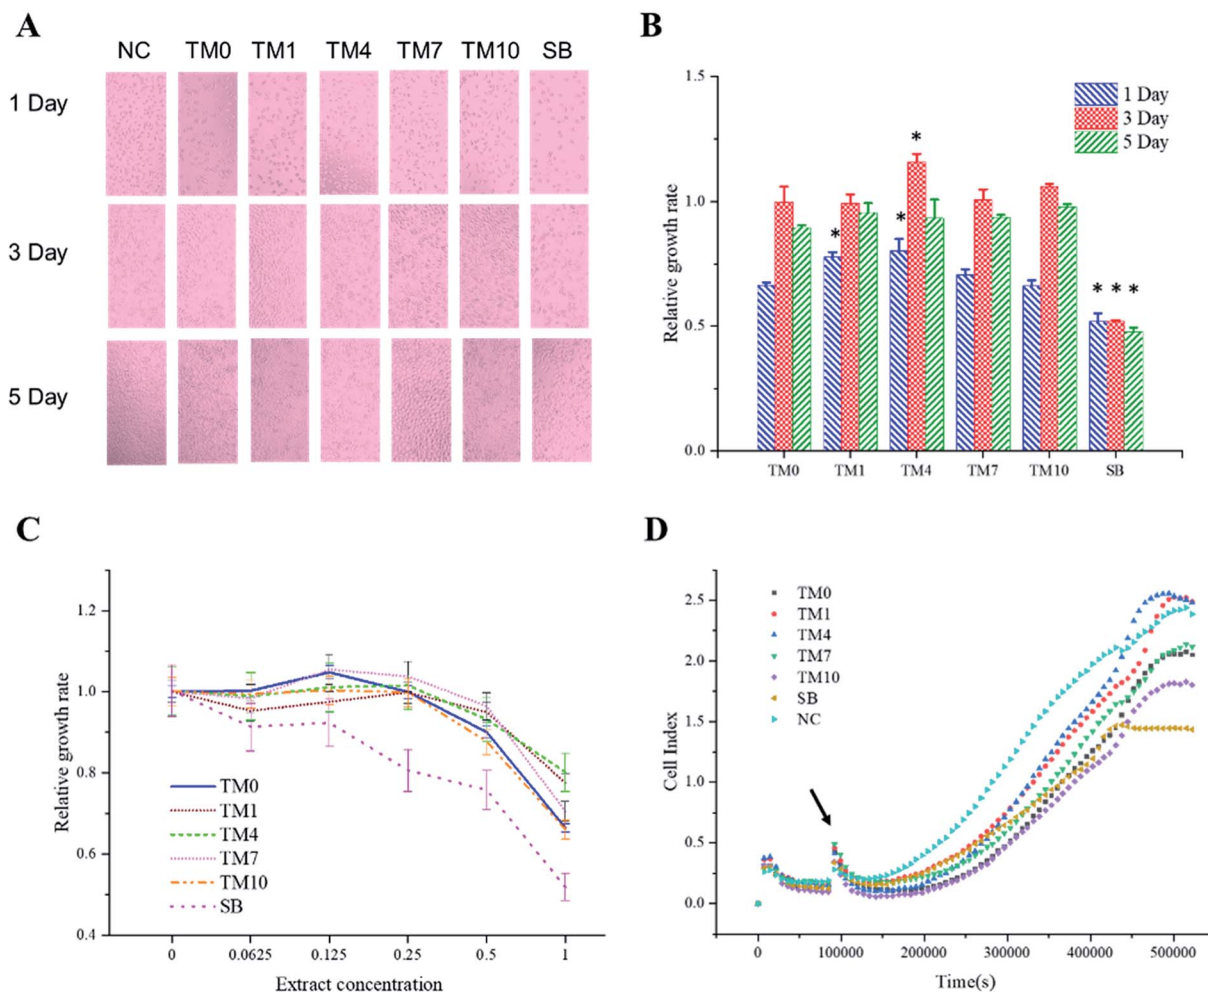 A
NC TM0 TM1 TM4 TM7 TM10 SB
1 Day
3 Day
5 Day
B
1.5
1.0
0.5
0.0
Relative growth rate
1 Day
3 Day
5 Day
*
*
*
* * *
TM0 TM1 TM4 TM7 TM10 SB
C
1.2
1.0
0.8
0.6
0.4
Relative growth rate
TM0
TM1
TM4
TM7
TM10
SB
0 0.0625 0.125 0.25 0.5 1
Extract concentration
D
2.5
2.0
1.5
1.0
0.5
0.0
Cell Index
TM0
TM1
TM4
TM7
TM10
SB
NC
0 100000 200000 300000 400000 500000
Time(s)